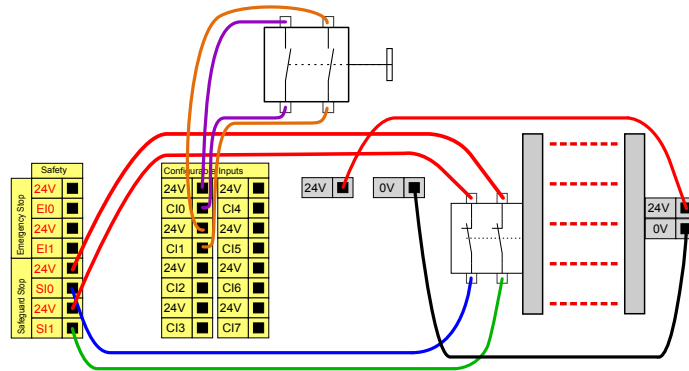 Safety
Emergency Stop
24V
EI0
24V
EI1
Safeguard Stop
24V
SI0
24V
SI1
Configurable Inputs
24V 24V
CI0 CI4
24V 24V
CI1 CI5
24V 24V
CI2 CI6
24V 24V
CI3 CI7
24V 0V
24V
0V